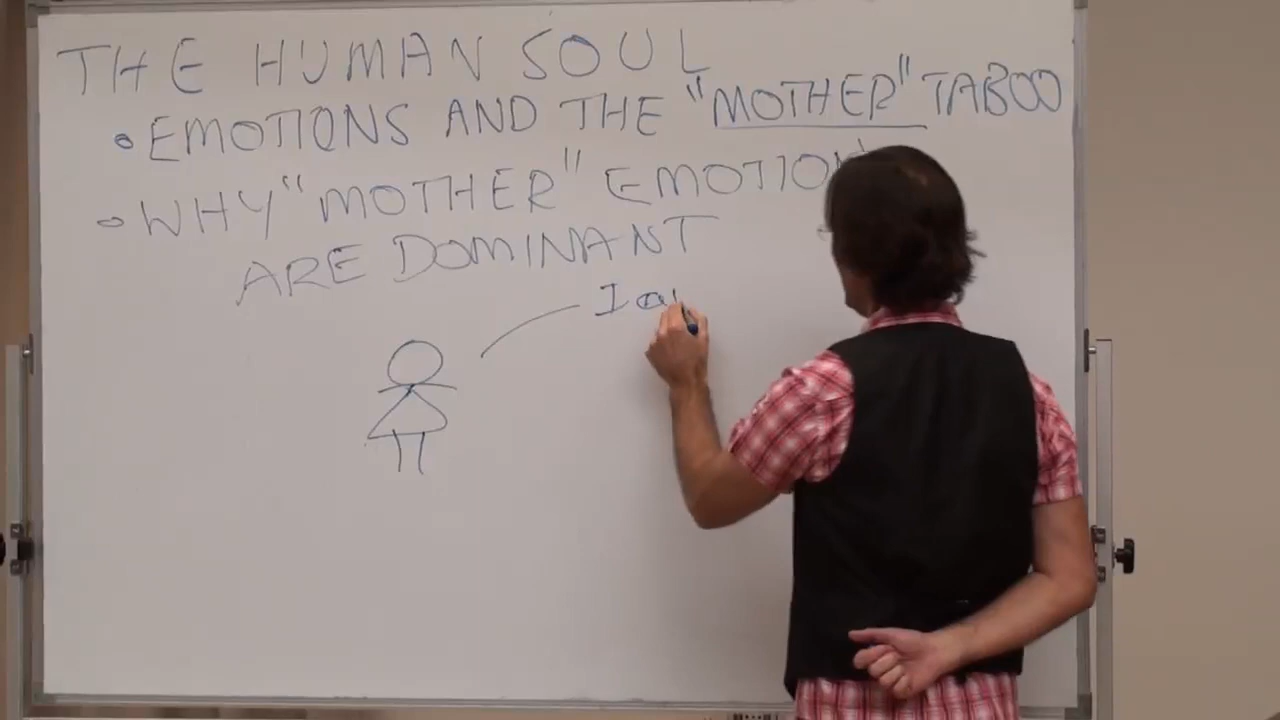 THE HUMAN SOUL
• EMOTIONS AND THE "MOTHER" TABOO
• WHY "MOTHER" EMOTION
ARE DOMINANT
I a